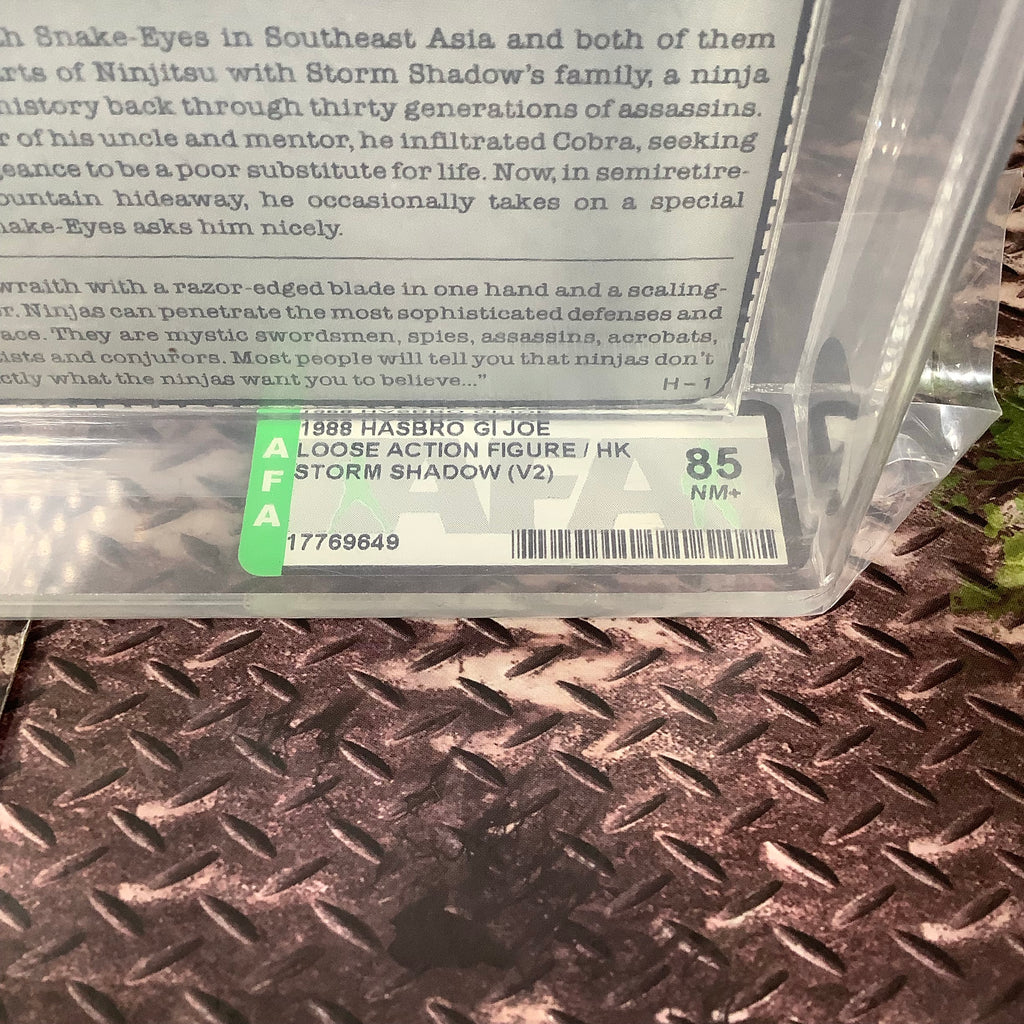 h Snake-Eyes in Southeast Asia and both of them
rts of Ninjitsu with Storm Shadow's family, a ninja
history back through thirty generations of assassins.
r of his uncle and mentor, he infiltrated Cobra, seeking
eance to be a poor substitute for life. Now, in semiretire-
ountain hideaway, he occasionally takes on a special
ake-Eyes asks him nicely.
wraith with a razor-edged blade in one hand and a scaling-
r. Ninjas can penetrate the most sophisticated defenses and
ace. They are mystic swordsmen, spies, assassins, acrobats,
ists and conjurors. Most people will tell you that ninjas don't
ctly what the ninjas want you to believe..."
H-1
AFA
1988 HASBRO GI JOE
LOOSE ACTION FIGURE / HK
STORM SHADOW (V2)
85
NM+
AFA
17769649